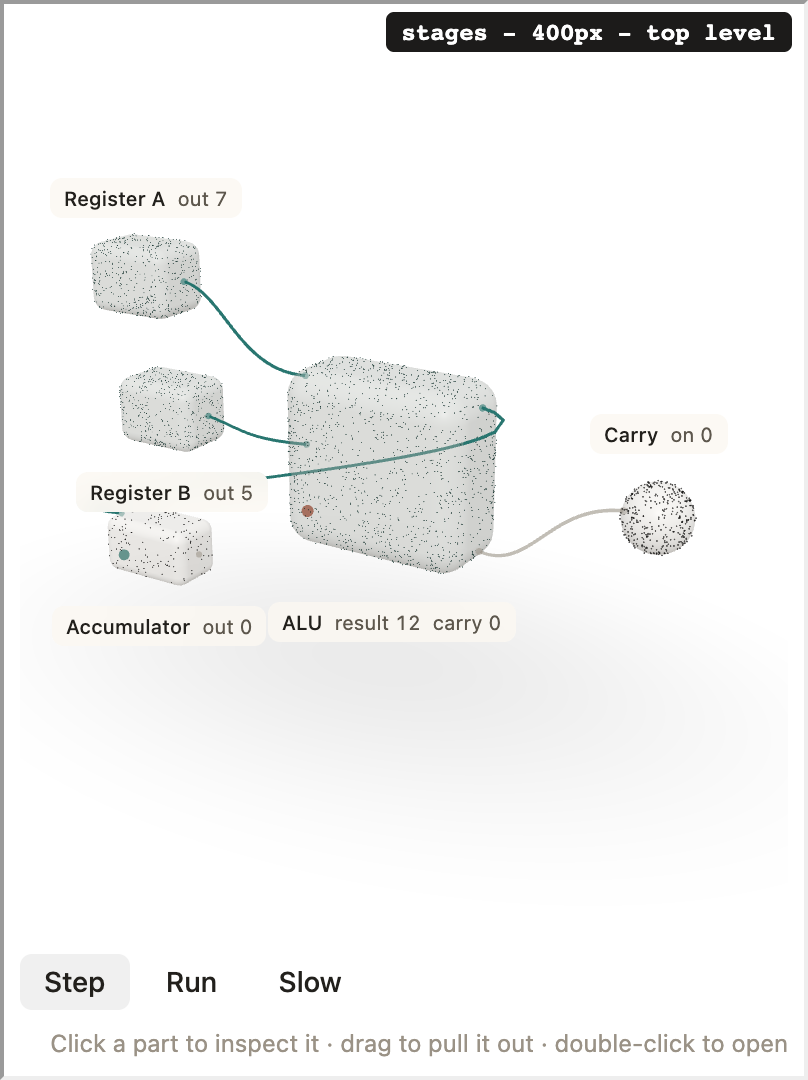 stages - 400px - top level
Register A out 7
Carry on 0
Register B out 5
Accumulator out 0
ALU result 12 carry 0
Step Run Slow
Click a part to inspect it · drag to pull it out · double-click to open